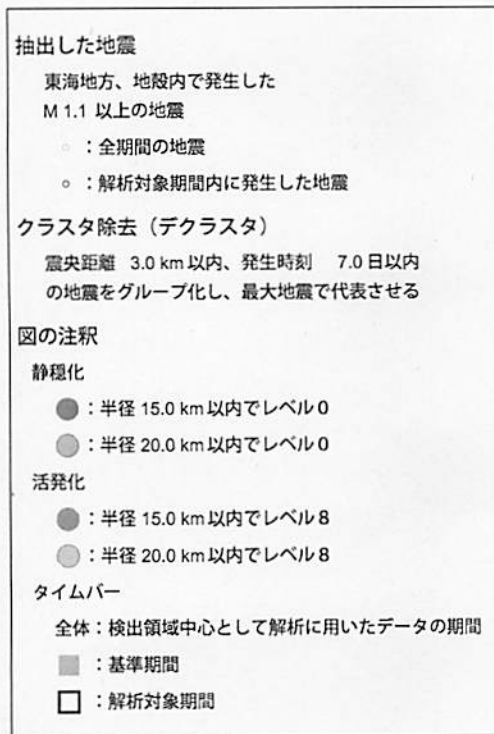 抽出した地震
東海地方、地殻内で発生した
M 1.1 以上の地震
：全期間の地震
：解析対象期間内に発生した地震
クラスタ除去（デクラスタ）
震央距離 3.0 km 以内、発生時刻 7.0 日以内
の地震をグループ化し、最大地震で代表させる
図の注釈
静穏化
：半径 15.0 km 以内でレベル 0
：半径 20.0 km 以内でレベル 0
活発化
：半径 15.0 km 以内でレベル 8
：半径 20.0 km 以内でレベル 8
タイムバー
全体：検出領域中心として解析に用いたデータの期間
：基準期間
：解析対象期間